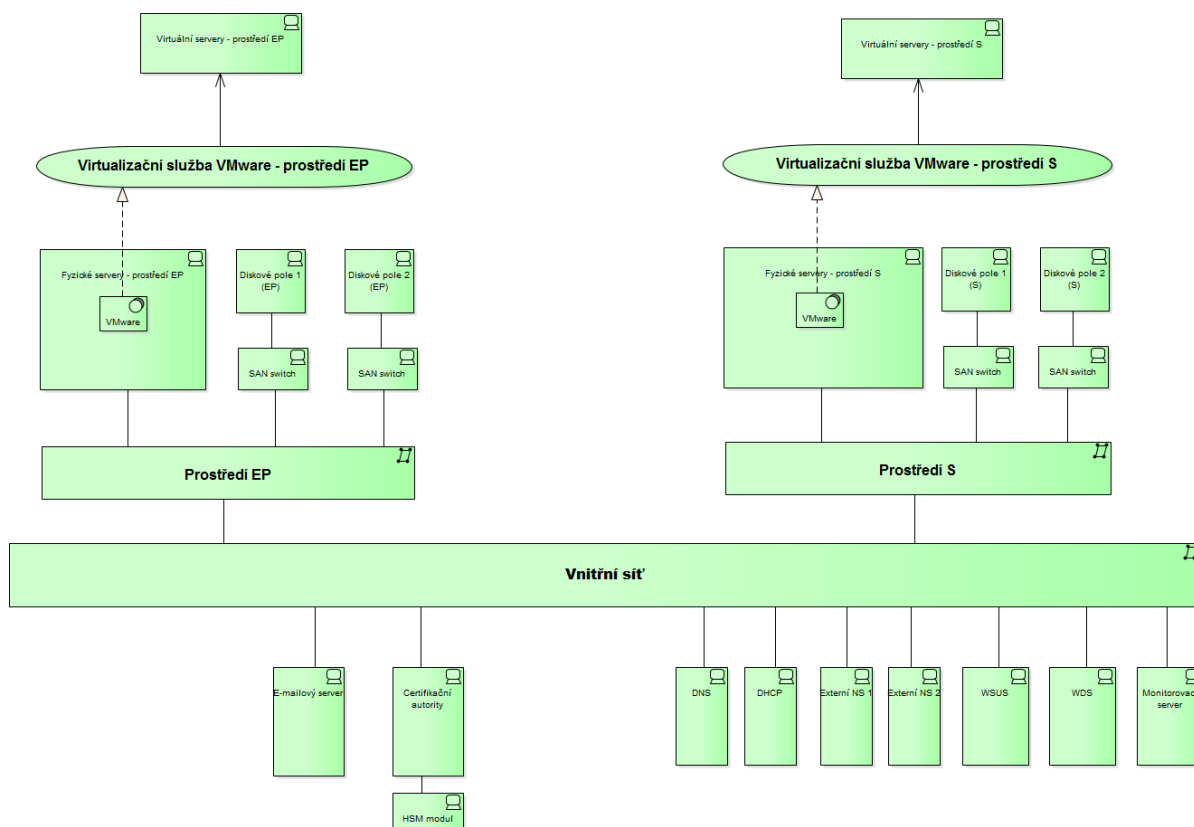 Virtuální servery - prostředí EP
Virtuální servery - prostředí S
Virtualizační služba VMware - prostředí EP
Virtualizační služba VMware - prostředí S
Fyzické servery - prostředí EP
VMware
Diskové pole 1
(EP)
Diskové pole 2
(EP)
SAN switch
SAN switch
Fyzické servery - prostředí S
VMware
Diskové pole 1
(S)
Diskové pole 2
(S)
SAN switch
SAN switch
Prostředí EP
Prostředí S
Vnitřní síť
E-mailový server
Certifikační
autority
HSM modul
DNS
DHCP
Externí NS 1
Externí NS 2
WSUS
WDS
Monitorovac
server